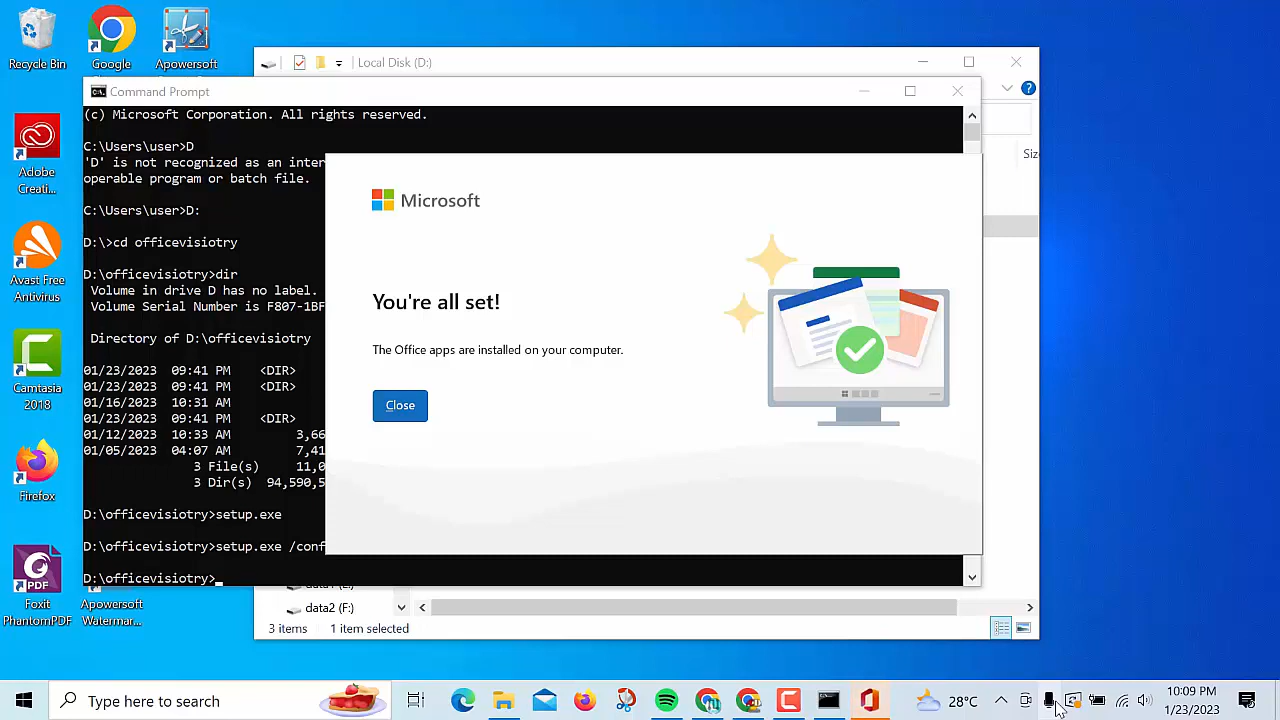 Recycle Bin
Google
Apowersoft
Adobe
Creati...
Avast Free
Antivirus
Camtasia
2018
Firefox
Foxit
PhantomPDF
Apowersoft
Watermar...
Local Disk (D:)
Command Prompt
(c) Microsoft Corporation. All rights reserved.
C:\Users\user>D
'D' is not recognized as an inter
operable program or batch file.
C:\Users\user>D:
D:\>cd officevisiotry
D:\officevisiotry>dir
Volume in drive D has no label.
Volume Serial Number is F807-1BF
Directory of D:\officevisiotry
01/23/2023 09:41 PM <DIR>
01/23/2023 09:41 PM <DIR>
01/16/2023 10:31 AM
01/23/2023 09:41 PM <DIR>
01/12/2023 10:33 AM 3,66
01/05/2023 04:07 AM 7,41
3 File(s) 11,0
3 Dir(s) 94,590,5
D:\officevisiotry>setup.exe
D:\officevisiotry>setup.exe /conf
D:\officevisiotry>
Microsoft
You're all set!
The Office apps are installed on your computer.
Close
Siz
data2 (F:)
3 items 1 item selected
Type here to search
28°C
10:09 PM
1/23/2023